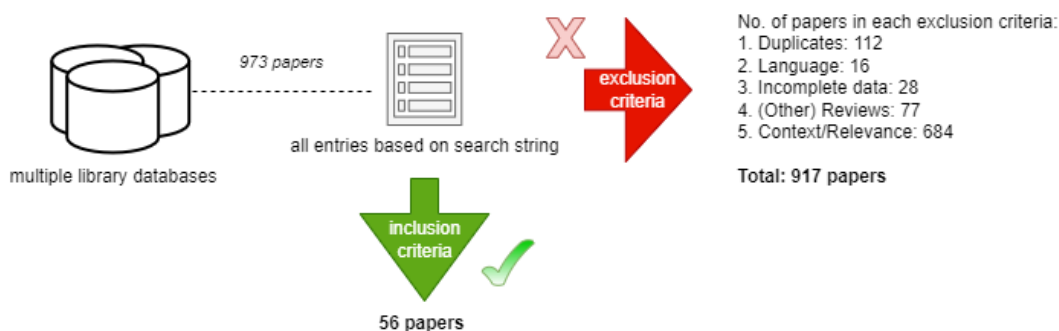 973 papers
multiple library databases
all entries based on search string
X
exclusion
criteria
No. of papers in each exclusion criteria:
1. Duplicates: 112
2. Language: 16
3. Incomplete data: 28
4. (Other) Reviews: 77
5. Context/Relevance: 684
Total: 917 papers
inclusion
criteria
56 papers